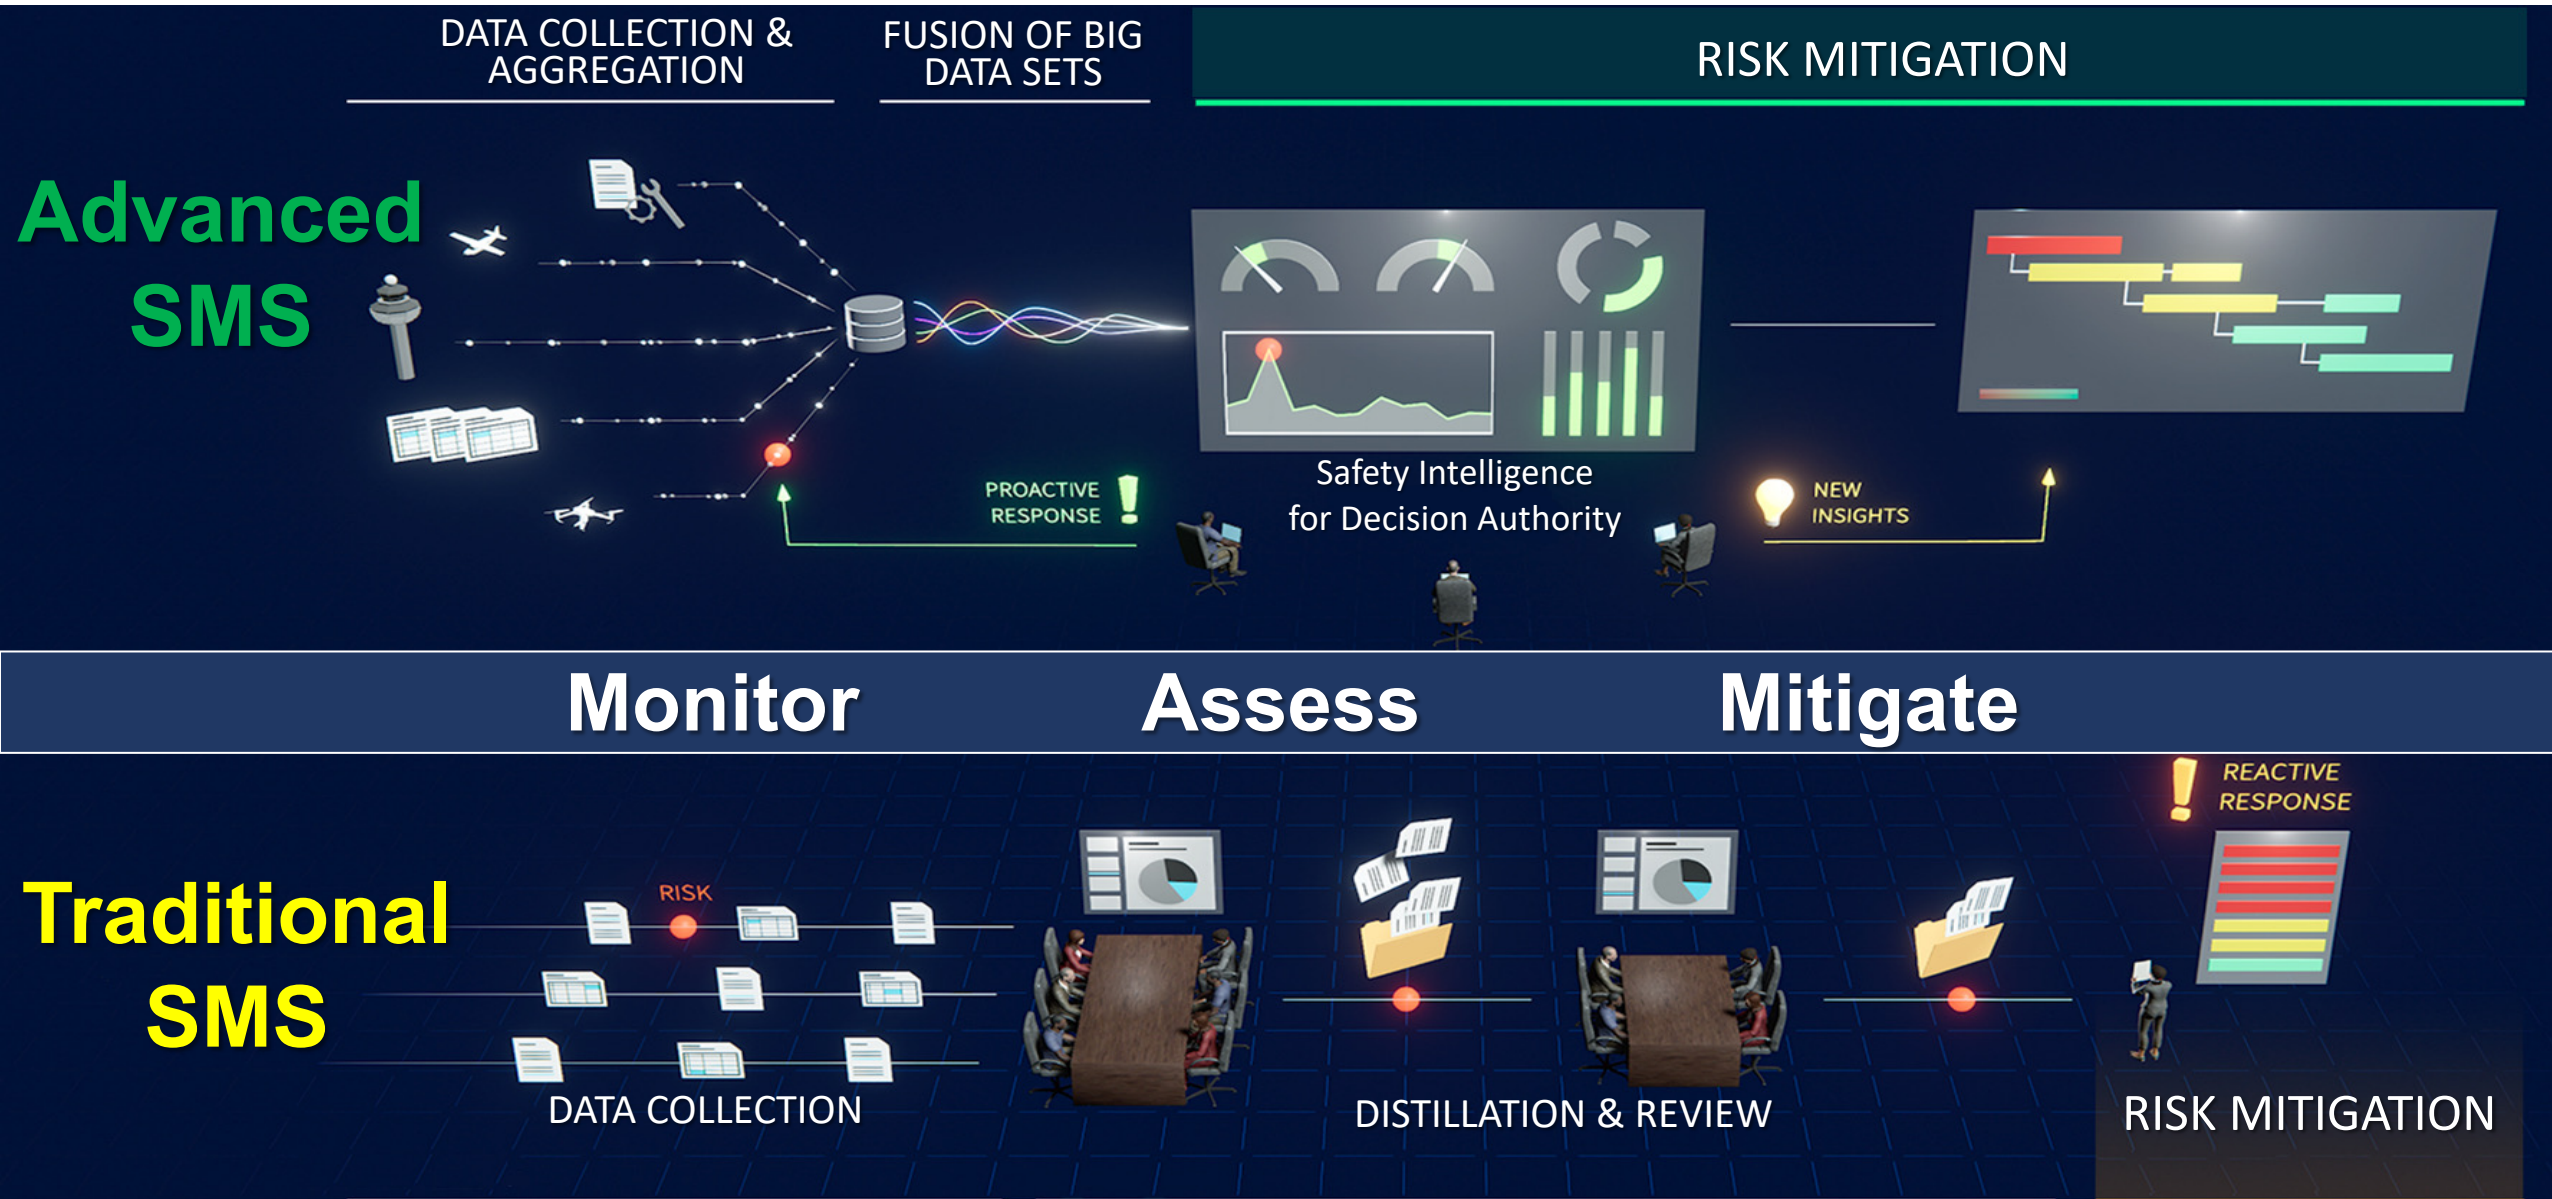 DATA COLLECTION &
AGGREGATION
FUSION OF BIG
DATA SETS
RISK MITIGATION
Advanced
SMS
PROACTIVE
RESPONSE
Safety Intelligence
for Decision Authority
NEW
INSIGHTS
Monitor
Assess
Mitigate
REACTIVE
RESPONSE
Traditional
SMS
RISK
DATA COLLECTION
DISTILLATION & REVIEW
RISK MITIGATION